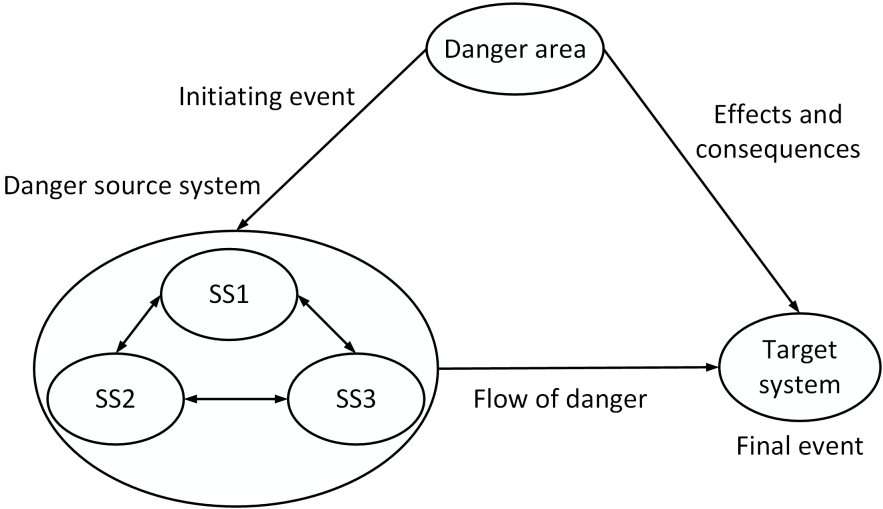 Danger area
Initiating event
Effects and
consequences
Danger source system
SS1
SS2
SS3
Target
system
Flow of danger
Final event